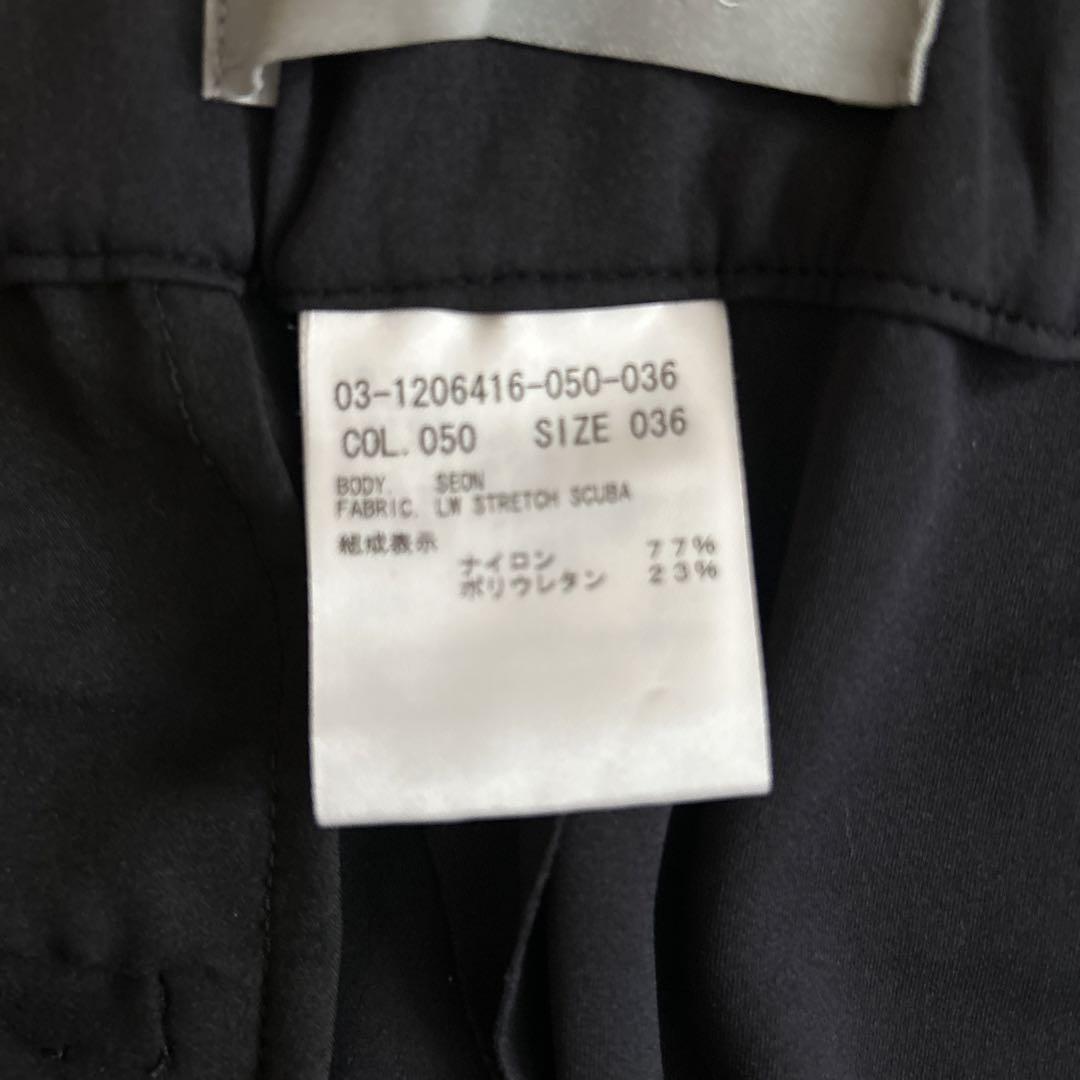 03-1206416-050-036
COL. 050 SIZE 036
BODY. SEON
FABRIC. LW STRETCH SCUBA
組成表示
ナイロン 77%
ポリウレタン 23%